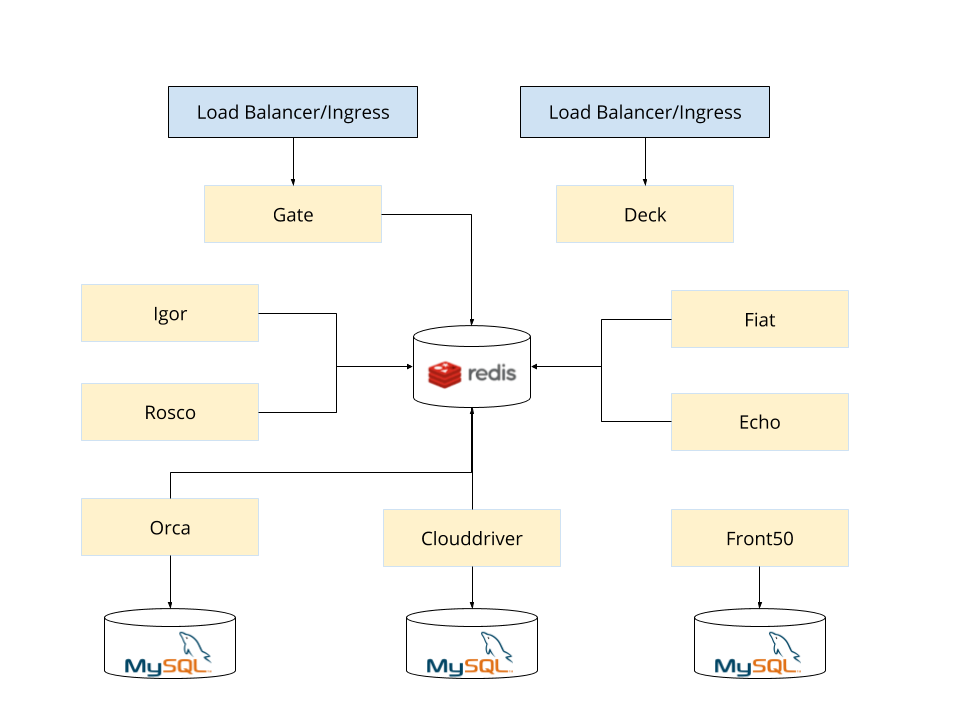 Load Balancer/Ingress
Load Balancer/Ingress
Gate
Deck
Igor
Fiat
redis
Rosco
Echo
Orca
Clouddriver
Front50
MySQL
MySQL
MySQL